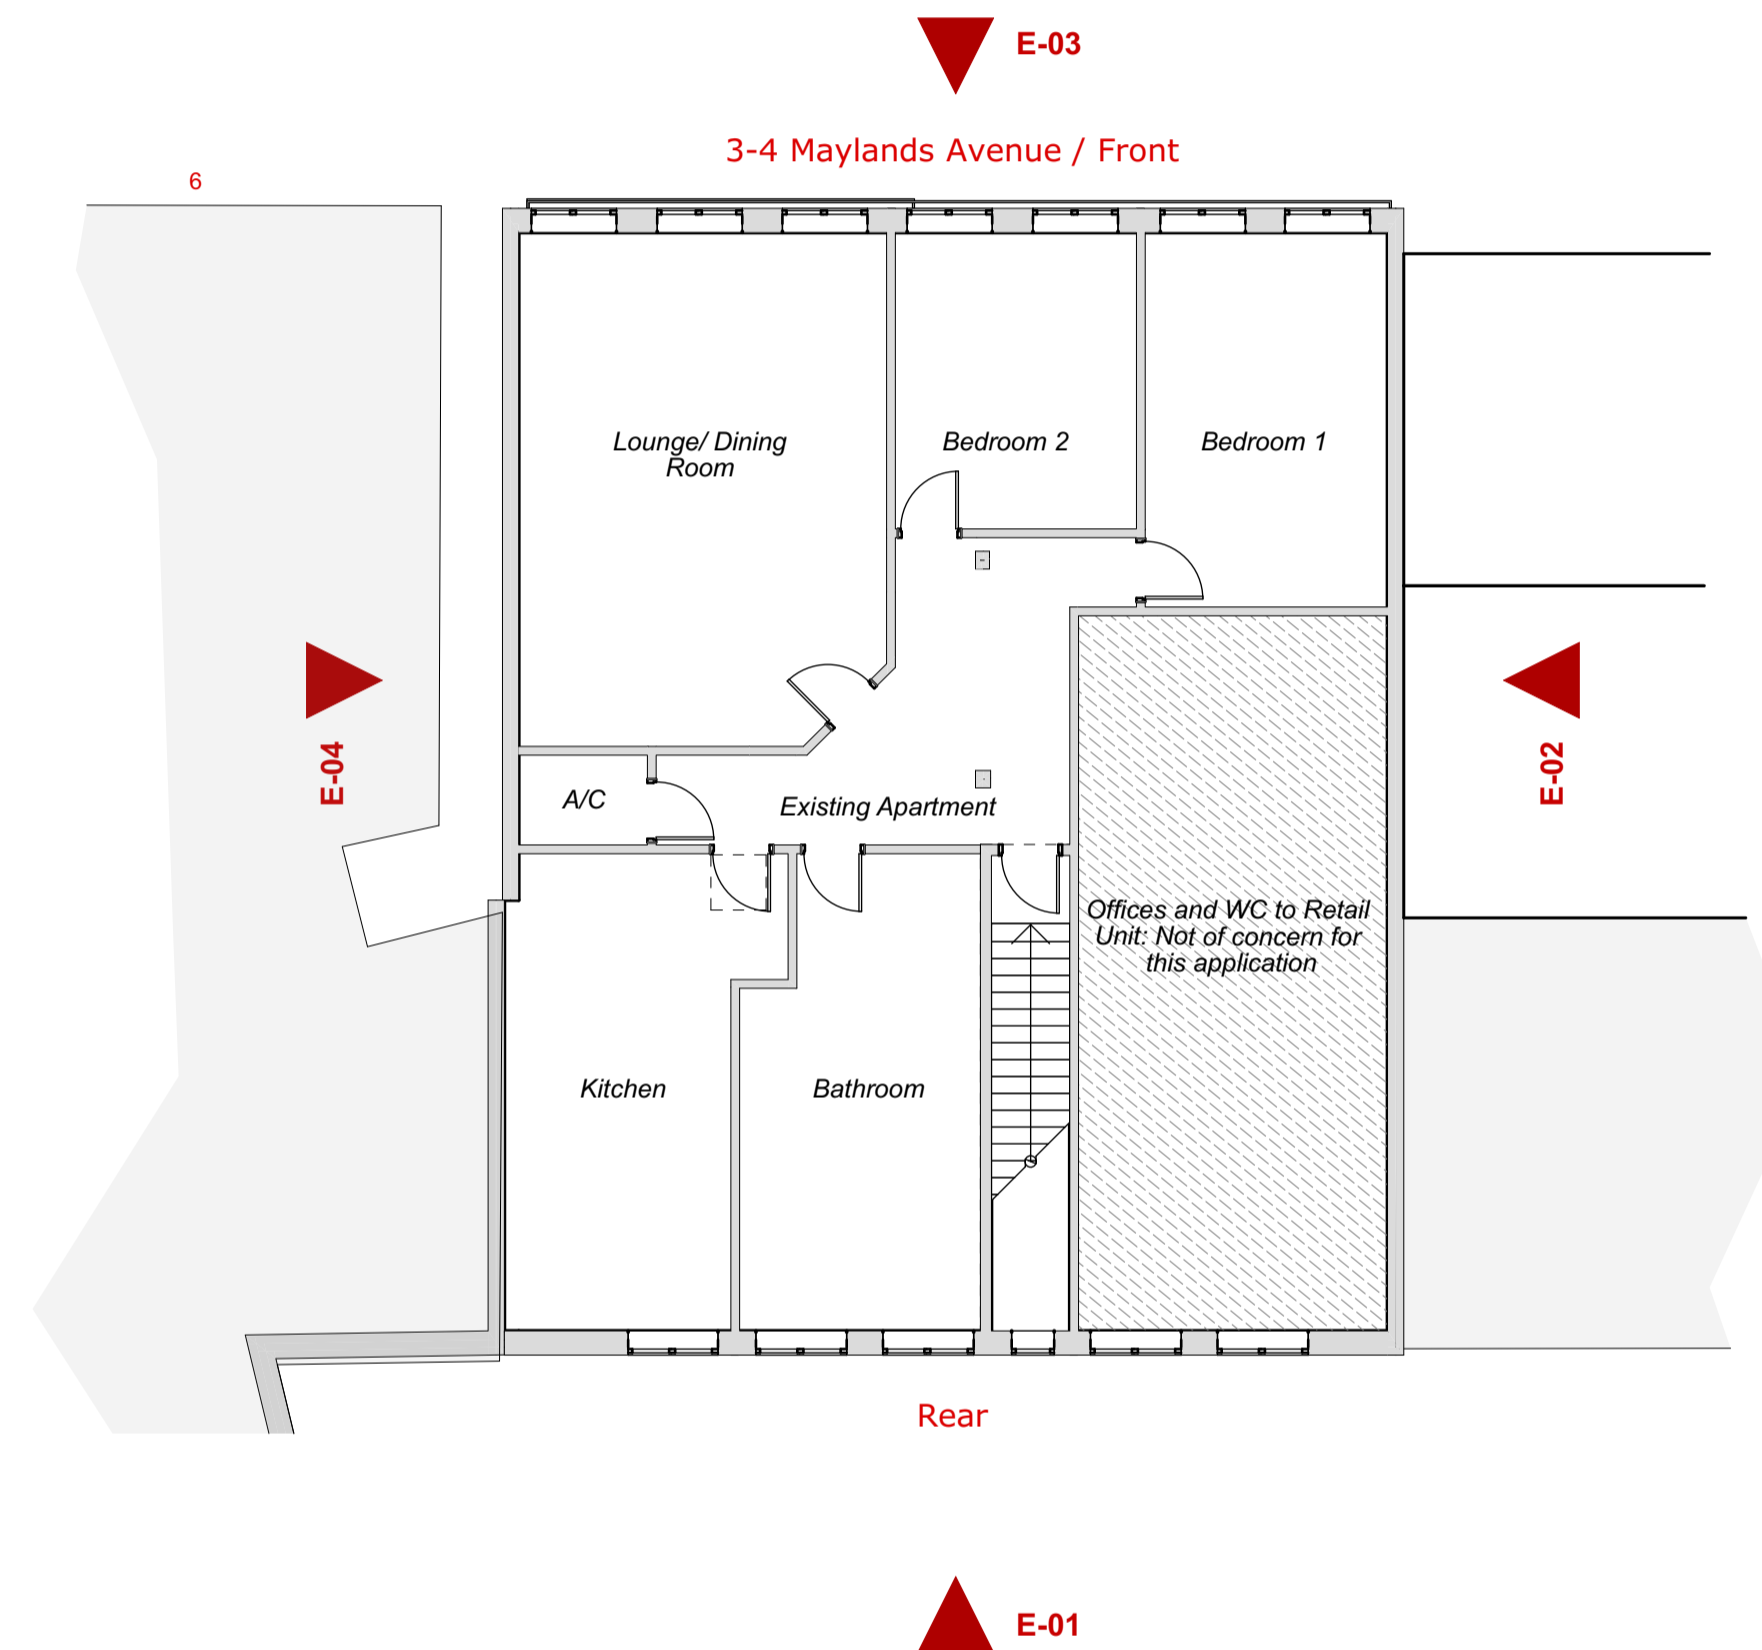 E-03
3-4 Maylands Avenue / Front
6
Lounge/ Dining
Room
Bedroom 2
Bedroom 1
E-04
E-02
A/C
Existing Apartment
Offices and WC to Retail
Unit: Not of concern for
this application
Kitchen
Bathroom
Rear
E-01